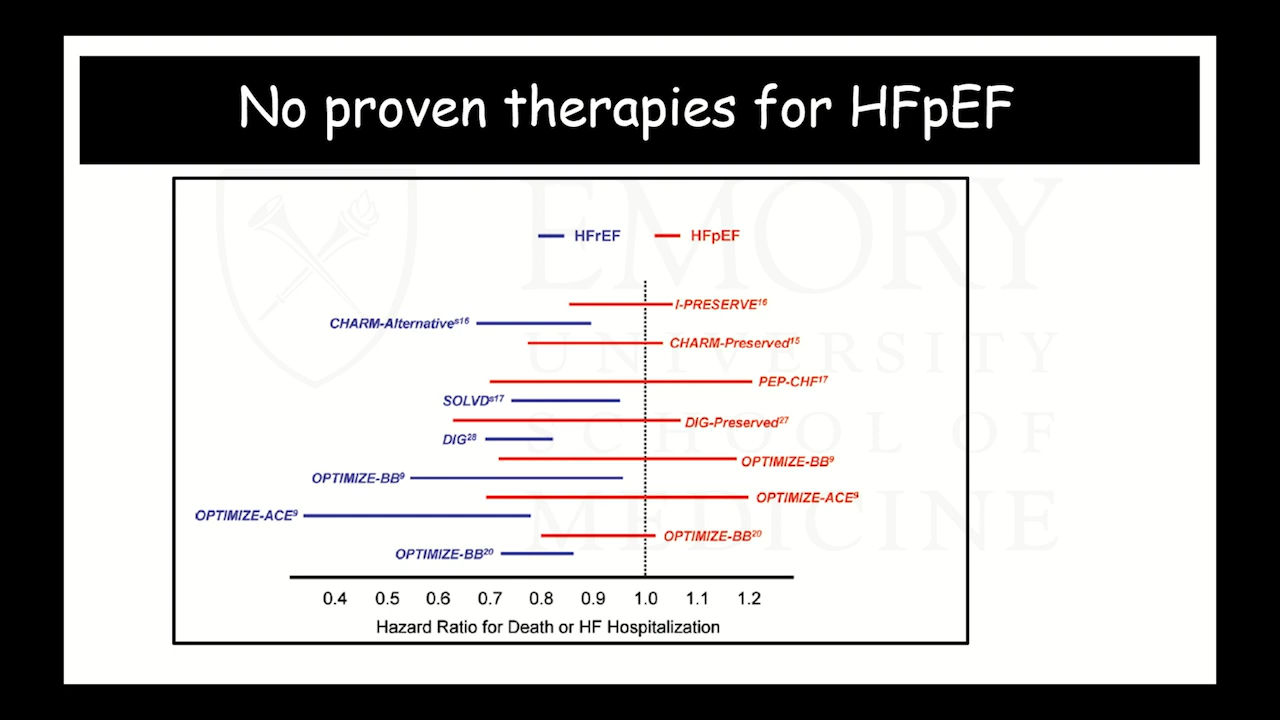 No proven therapies for HFpEF
EMORY
UNIVERSITY
SCHOOL OF
MEDICINE
HFrEF HFpEF
I-PRESERVE¹⁶
CHARM-Alternativeˢ¹⁶
CHARM-Preserved¹⁵
PEP-CHF¹⁷
SOLVDˢ¹⁷
DIG-Preserved²⁷
DIG²⁸
OPTIMIZE-BB⁹
OPTIMIZE-BB⁹
OPTIMIZE-ACE⁹
OPTIMIZE-ACE⁹
OPTIMIZE-BB²⁰
OPTIMIZE-BB²⁰
0.4 0.5 0.6 0.7 0.8 0.9 1.0 1.1 1.2
Hazard Ratio for Death or HF Hospitalization